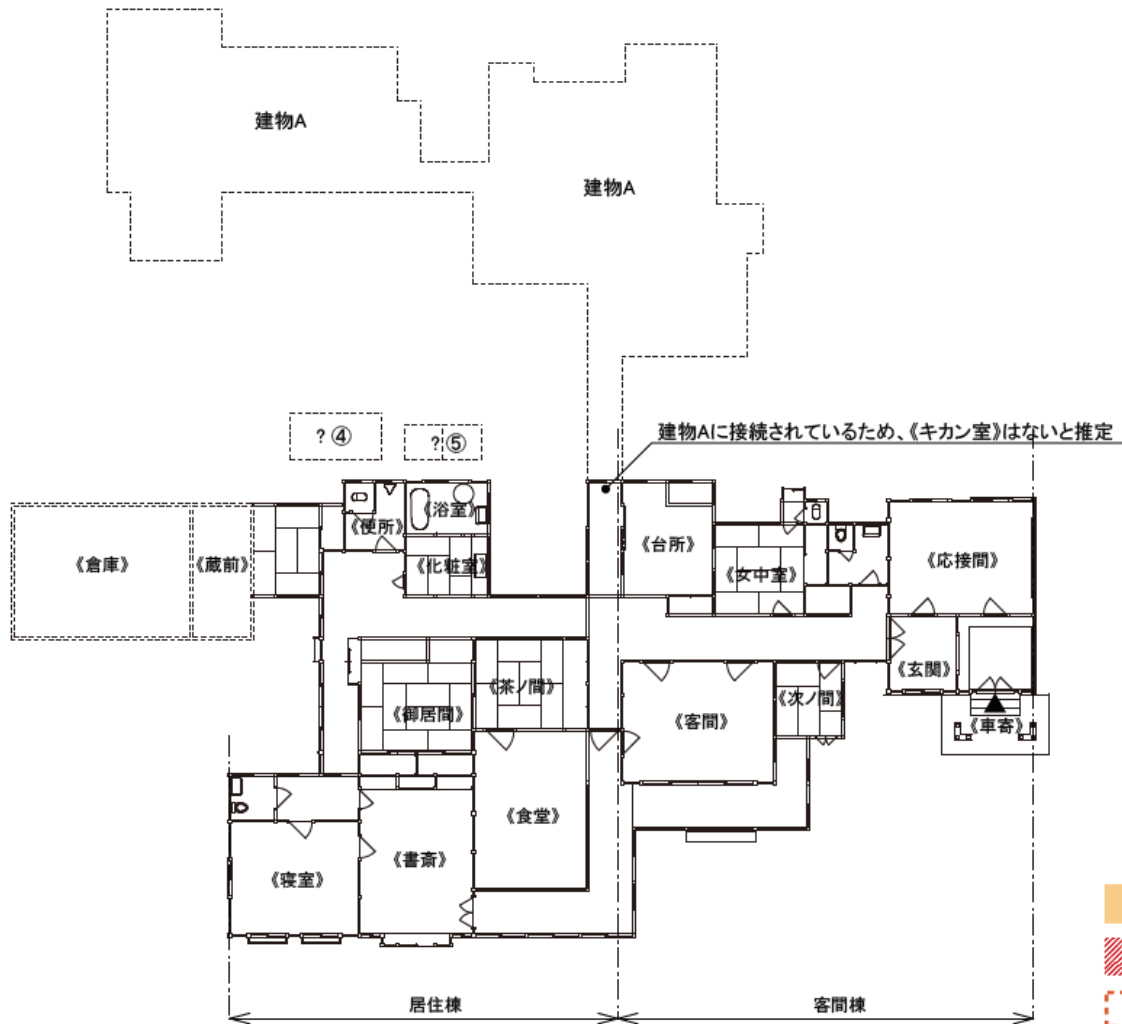 建物A
建物A
? ④
? ⑤
建物Aに接続されているため、《キカン室》はないと推定
《倉庫》
《蔵前》
《便所》
《浴室》
《化粧室》
《台所》
《女中室》
《応接間》
《御居間》
《茶ノ間》
《客間》
《次ノ間》
《玄関》
《車寄》
《寝室》
《書斎》
《食堂》
居住棟
客間棟